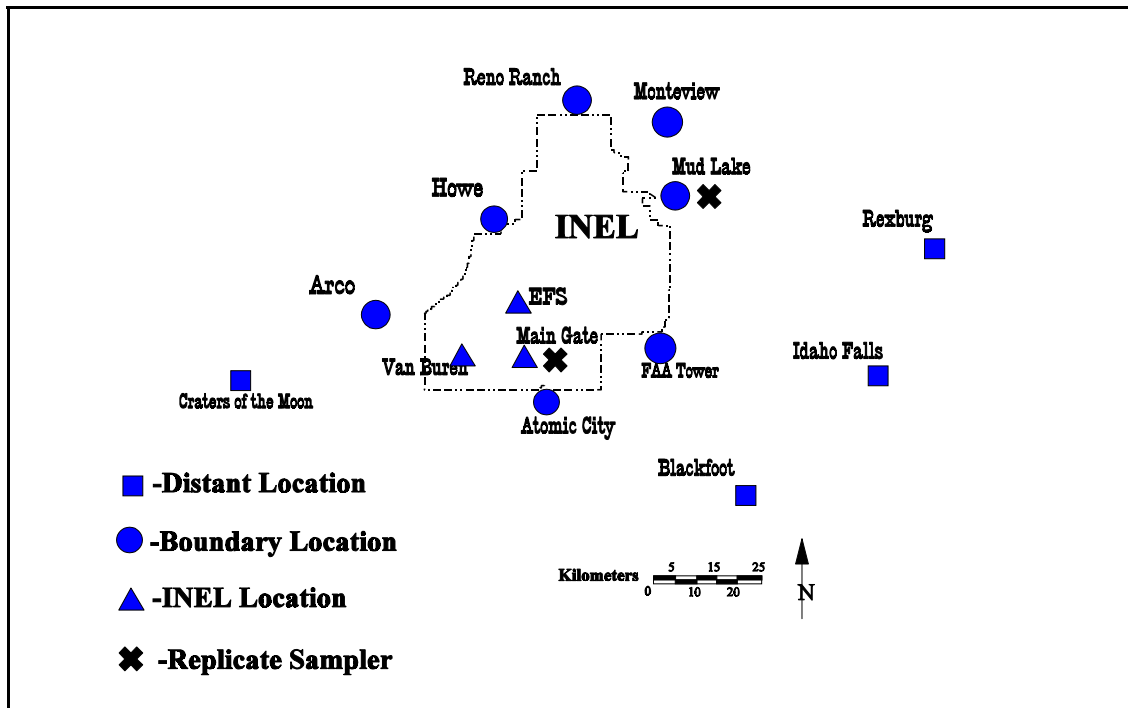 Reno Ranch
Monteview
Mud Lake
Howe
Rexburg
INEL
Arco
EFS
Main Gate
Idaho Falls
Van Buren
FAA Tower
Craters of the Moon
Atomic City
Blackfoot
-Distant Location
-Boundary Location
Kilometers
5 15 25
0 10 20
N
-INEL Location
-Replicate Sampler